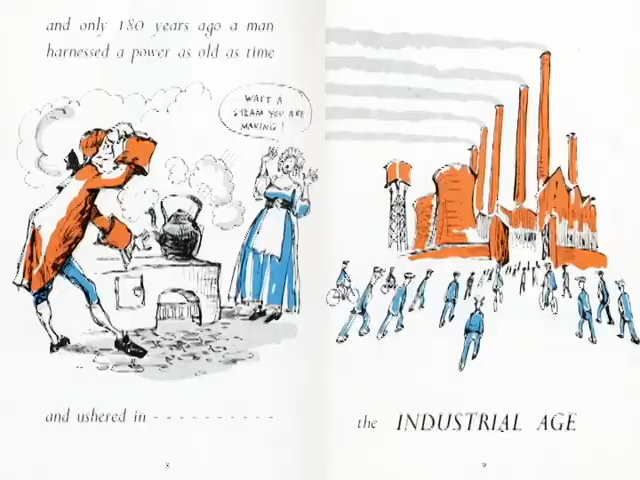 and only 180 years ago a man
harnessed a power as old as time
WATT A
STEAM YOU ARE
MAKING!
and ushered in - - - - - - - - - -
8
the INDUSTRIAL AGE
9